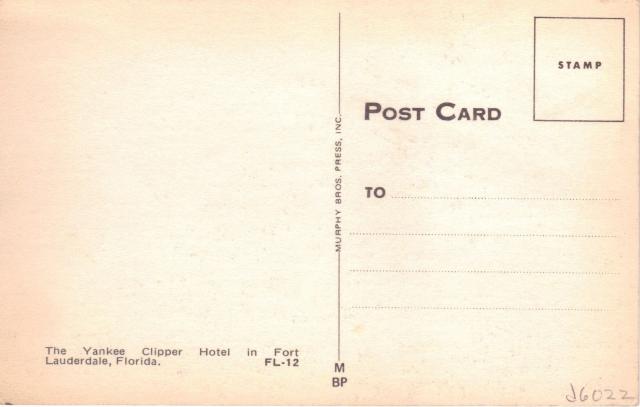 The Yankee Clipper Hotel in Fort
Lauderdale, Florida. FL-12
MURPHY BROS. PRESS, INC.
M
BP
STAMP
POST CARD
TO
J6022